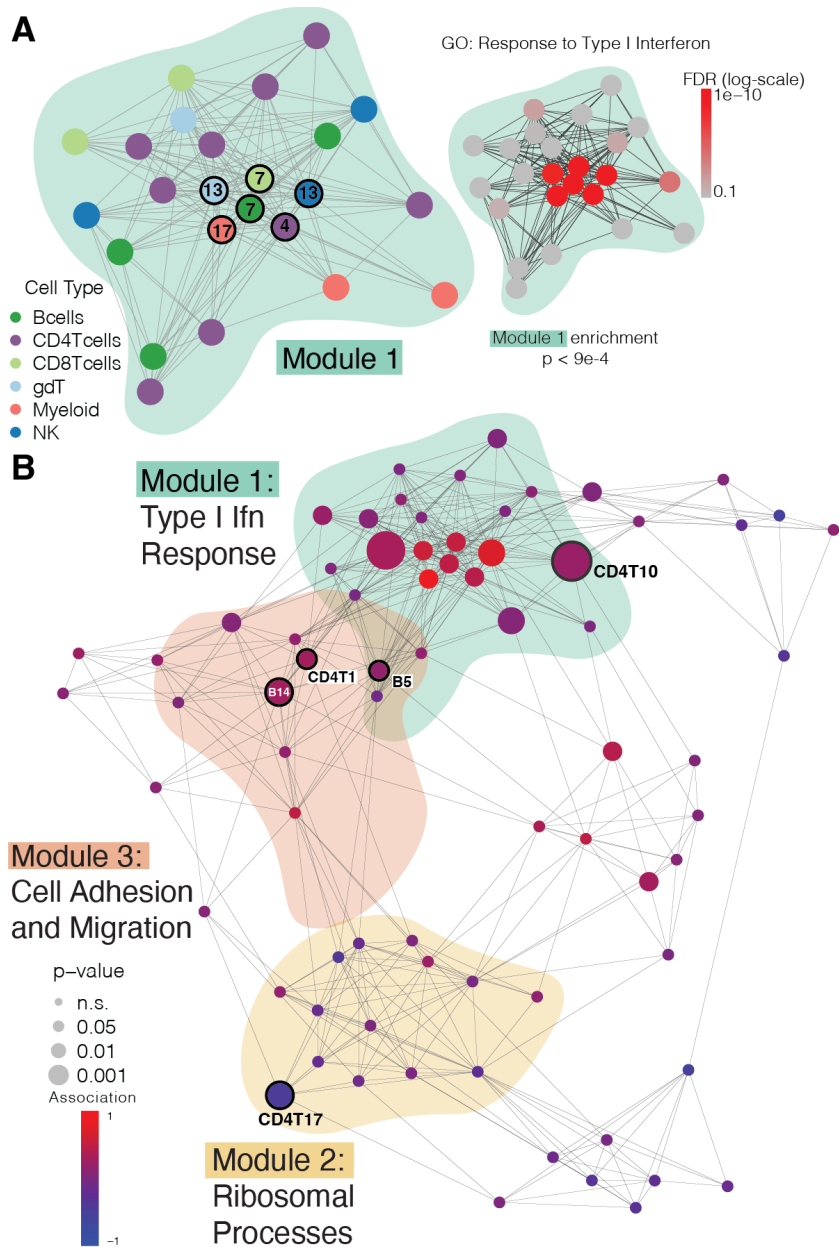 A
GO: Response to Type I Interferon
FDR (log-scale)
1e-10
0.1
7
13
13
7
17
4
Cell Type
Bcells
CD4Tcells
CD8Tcells
gdT
Myeloid
NK
Module 1
Module 1 enrichment
p < 9e-4
B
Module 1:
Type I Ifn
Response
CD4T10
CD4T1
B5
B14
Module 3:
Cell Adhesion
and Migration
p-value
n.s.
0.05
0.01
0.001
Association
1
-1
CD4T17
Module 2:
Ribosomal
Processes